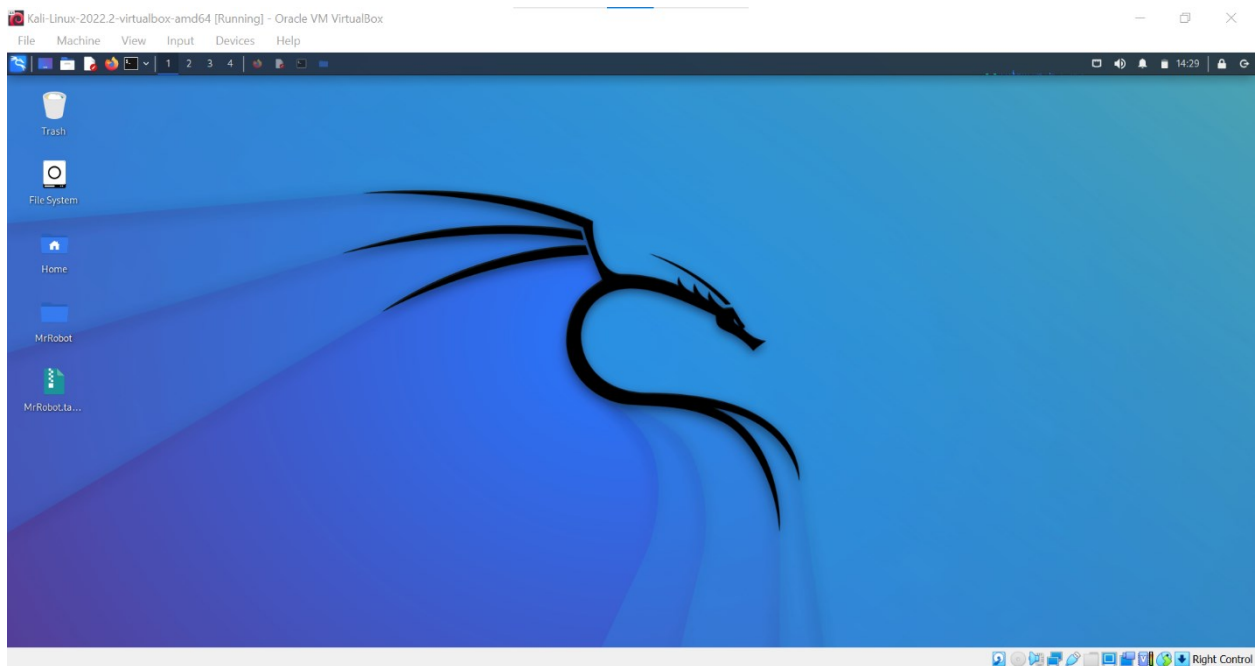 Kali-Linux-2022.2-virtualbox-amd64 [Running] - Oracle VM VirtualBox
File Machine View Input Devices Help
1 2 3 4 14:29
Trash
File System
Home
MrRobot
MrRobot.ta...
Right Control